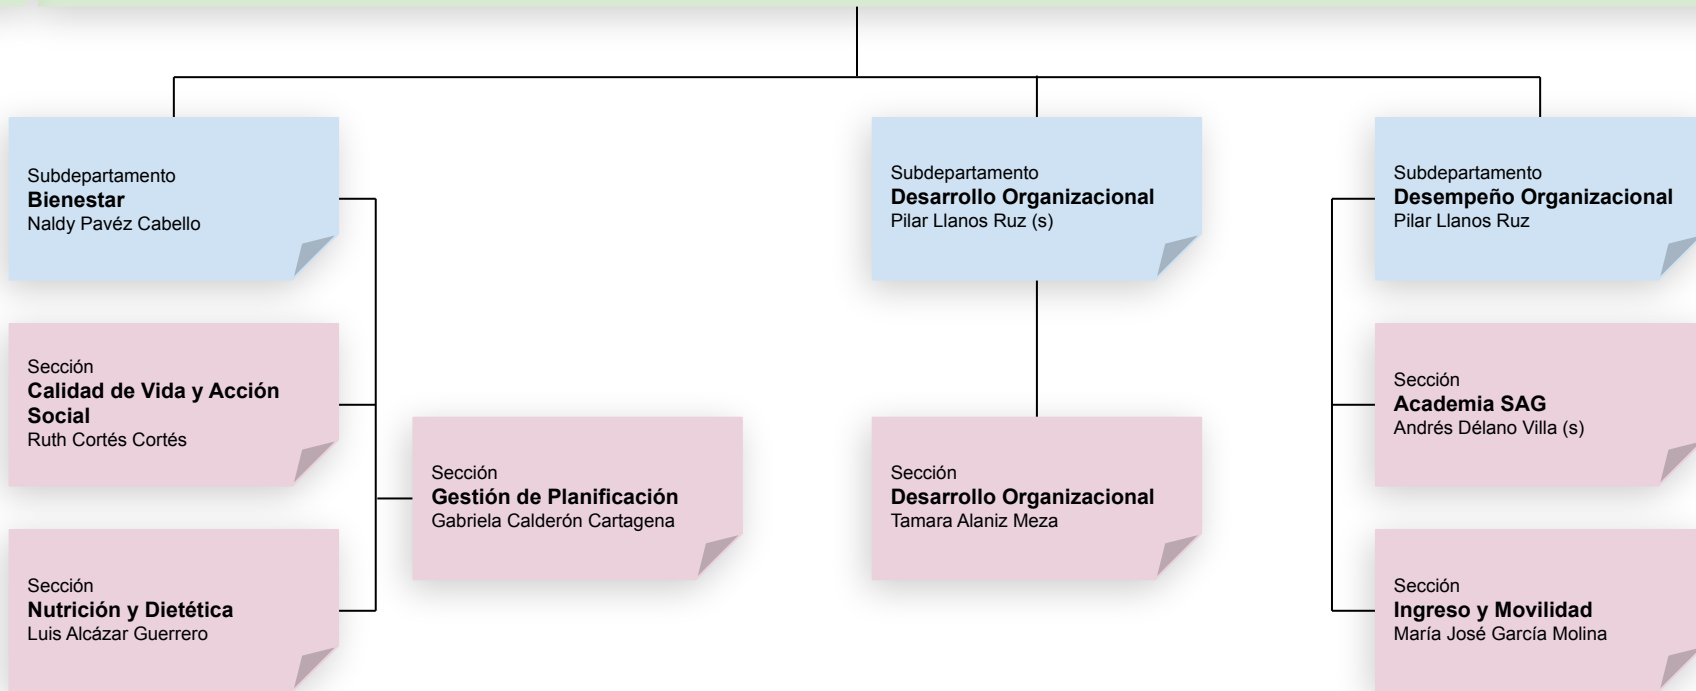 Subdepartamento
Bienestar
Naldy Pavéz Cabello
Sección
Calidad de Vida y Acción
Social
Ruth Cortés Cortés
Sección
Nutrición y Dietética
Luis Alcázar Guerrero
Sección
Gestión de Planificación
Gabriela Calderón Cartagena
Subdepartamento
Desarrollo Organizacional
Pilar Llanos Ruz (s)
Sección
Desarrollo Organizacional
Tamara Alaniz Meza
Subdepartamento
Desempeño Organizacional
Pilar Llanos Ruz
Sección
Academia SAG
Andrés Délano Villa (s)
Sección
Ingreso y Movilidad
María José García Molina